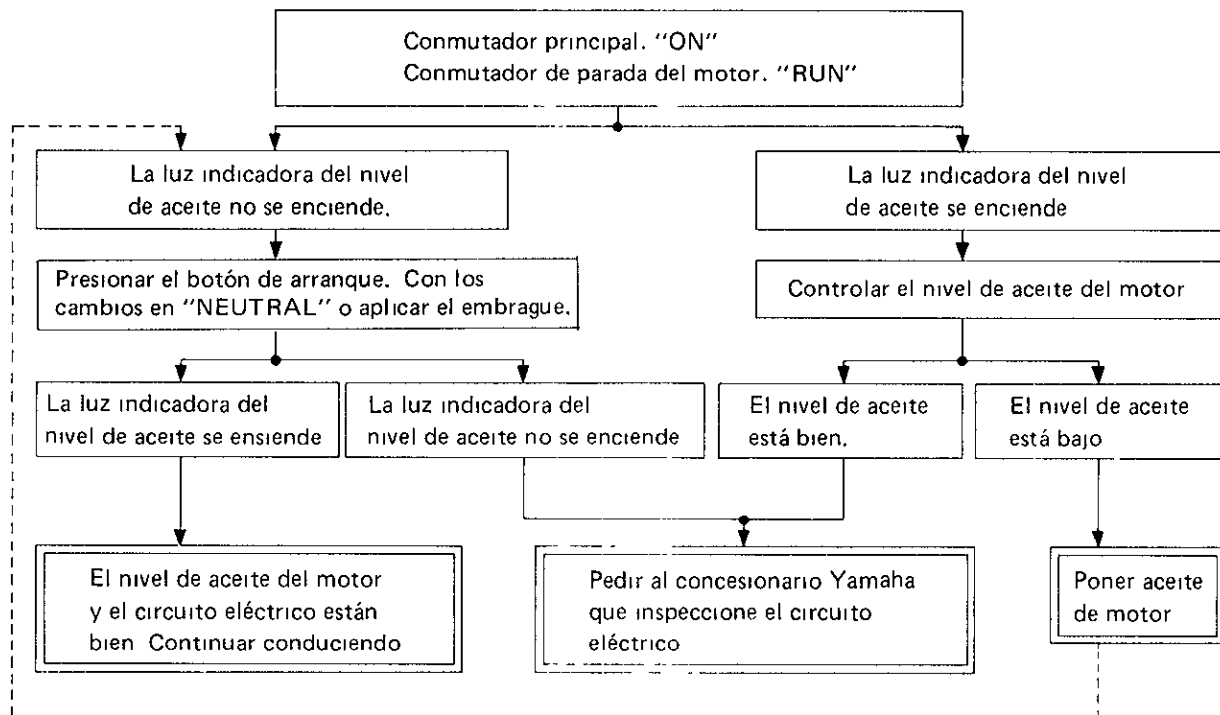 Conmutador principal. "ON"
Conmutador de parada del motor. "RUN"
La luz indicadora del nivel
de aceite no se enciende.
La luz indicadora del nivel
de aceite se enciende
Presionar el botón de arranque. Con los
cambios en "NEUTRAL" o aplicar el embrague.
Controlar el nivel de aceite del motor
La luz indicadora del
nivel de aceite se ensiende
La luz indicadora del
nivel de aceite no se enciende
El nivel de aceite
está bien.
El nivel de aceite
está bajo
El nivel de aceite del motor
y el circuito eléctrico están
bien Continuar conduciendo
Pedir al concesionario Yamaha
que inspeccione el circuito
eléctrico
Poner aceite
de motor